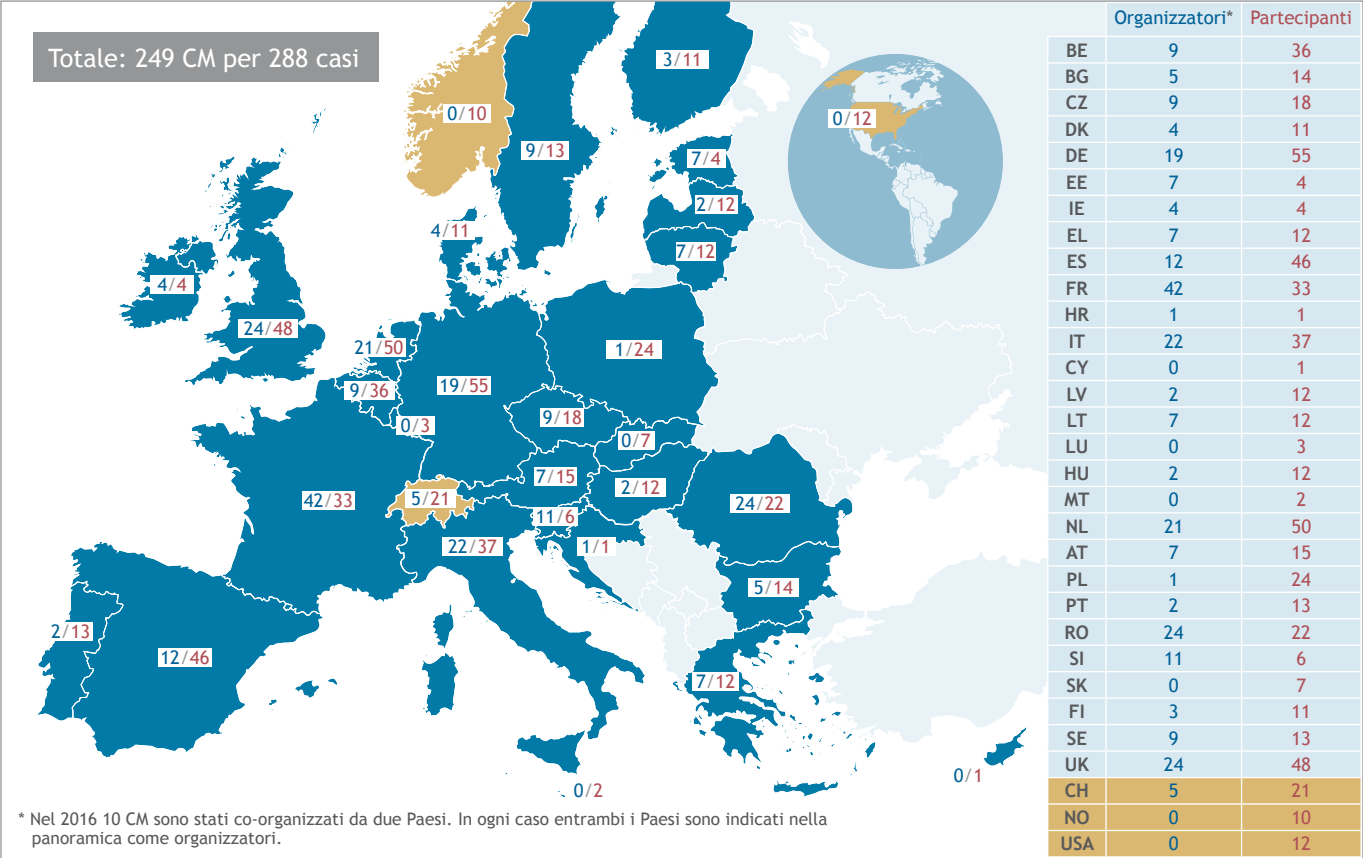 Totale: 249 CM per 288 casi
3/11
0/10
0/12
9/13
7/4
2/12
4/11
7/12
4/4
24/48
21/50
1/24
9/36
19/55
9/18
0/3
0/7
7/15
2/12
42/33
5/21
24/22
11/6
22/37
1/1
5/14
2/13
12/46
7/12
0/1
0/2
* Nel 2016 10 CM sono stati co-organizzati da due Paesi. In ogni caso entrambi i Paesi sono indicati nella
panoramica come organizzatori.
Organizzatori* Partecipanti
BE 9 36
BG 5 14
CZ 9 18
DK 4 11
DE 19 55
EE 7 4
IE 4 4
EL 7 12
ES 12 46
FR 42 33
HR 1 1
IT 22 37
CY 0 1
LV 2 12
LT 7 12
LU 0 3
HU 2 12
MT 0 2
NL 21 50
AT 7 15
PL 1 24
PT 2 13
RO 24 22
SI 11 6
SK 0 7
FI 3 11
SE 9 13
UK 24 48
CH 5 21
NO 0 10
USA 0 12